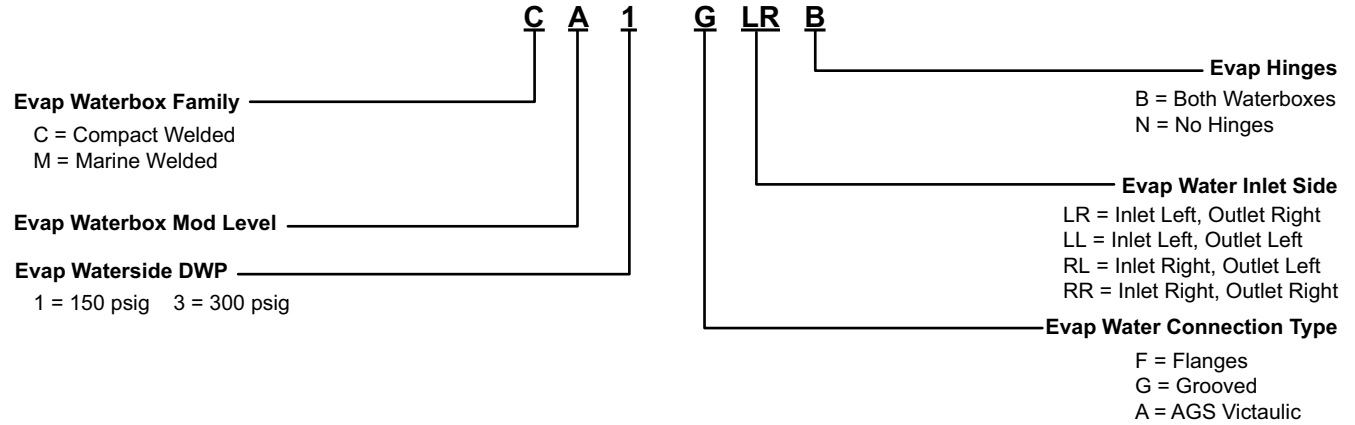 C A 1 G LR B
Evap Waterbox Family
C = Compact Welded
M = Marine Welded
Evap Waterbox Mod Level
Evap Waterside DWP
1 = 150 psig 3 = 300 psig
Evap Hinges
B = Both Waterboxes
N = No Hinges
Evap Water Inlet Side
LR = Inlet Left, Outlet Right
LL = Inlet Left, Outlet Left
RL = Inlet Right, Outlet Left
RR = Inlet Right, Outlet Right
Evap Water Connection Type
F = Flanges
G = Grooved
A = AGS Victaulic